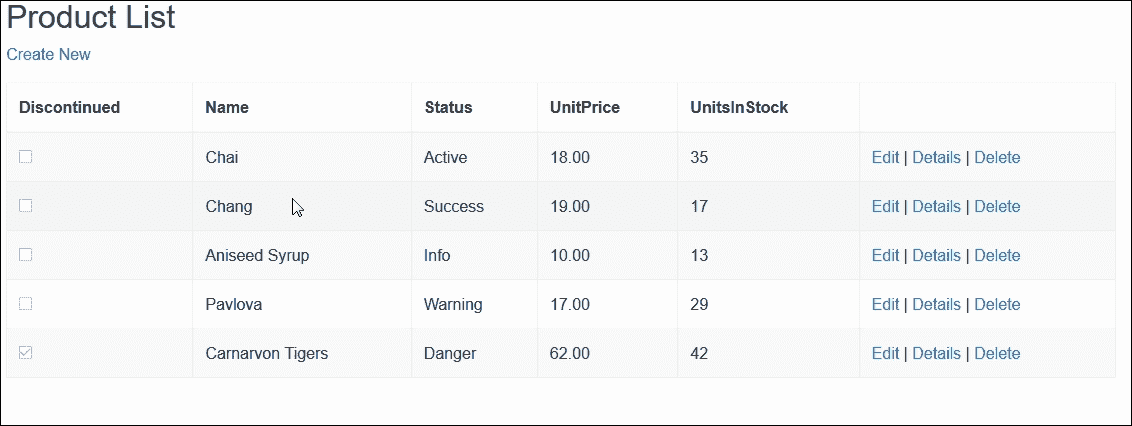 Product List
Create New
Discontinued Name Status UnitPrice UnitsInStock
Chai Active 18.00 35 Edit | Details | Delete
Chang Success 19.00 17 Edit | Details | Delete
Aniseed Syrup Info 10.00 13 Edit | Details | Delete
Pavlova Warning 17.00 29 Edit | Details | Delete
Carnarvon Tigers Danger 62.00 42 Edit | Details | Delete